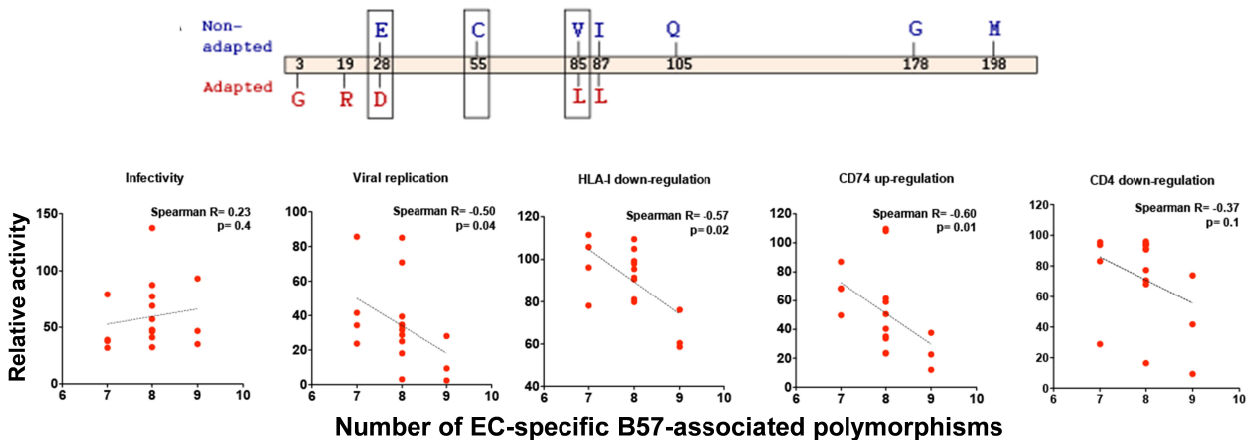 Non-
adapted E C V I Q G M
3 19 28 55 85 87 105 178 198
Adapted G R D L L
Infectivity
Spearman R= 0.23
p= 0.4
150
100
50
0
6 7 8 9 10
Viral replication
Spearman R= -0.50
p= 0.04
100
80
60
40
20
0
6 7 8 9 10
HLA-I down-regulation
Spearman R= -0.57
p= 0.02
120
100
80
60
40
6 7 8 9 10
CD74 up-regulation
Spearman R= -0.60
p= 0.01
120
100
80
60
40
20
0
6 7 8 9 10
CD4 down-regulation
Spearman R= -0.37
p= 0.1
120
100
80
60
40
20
0
6 7 8 9 10
Relative activity
Number of EC-specific B57-associated polymorphisms